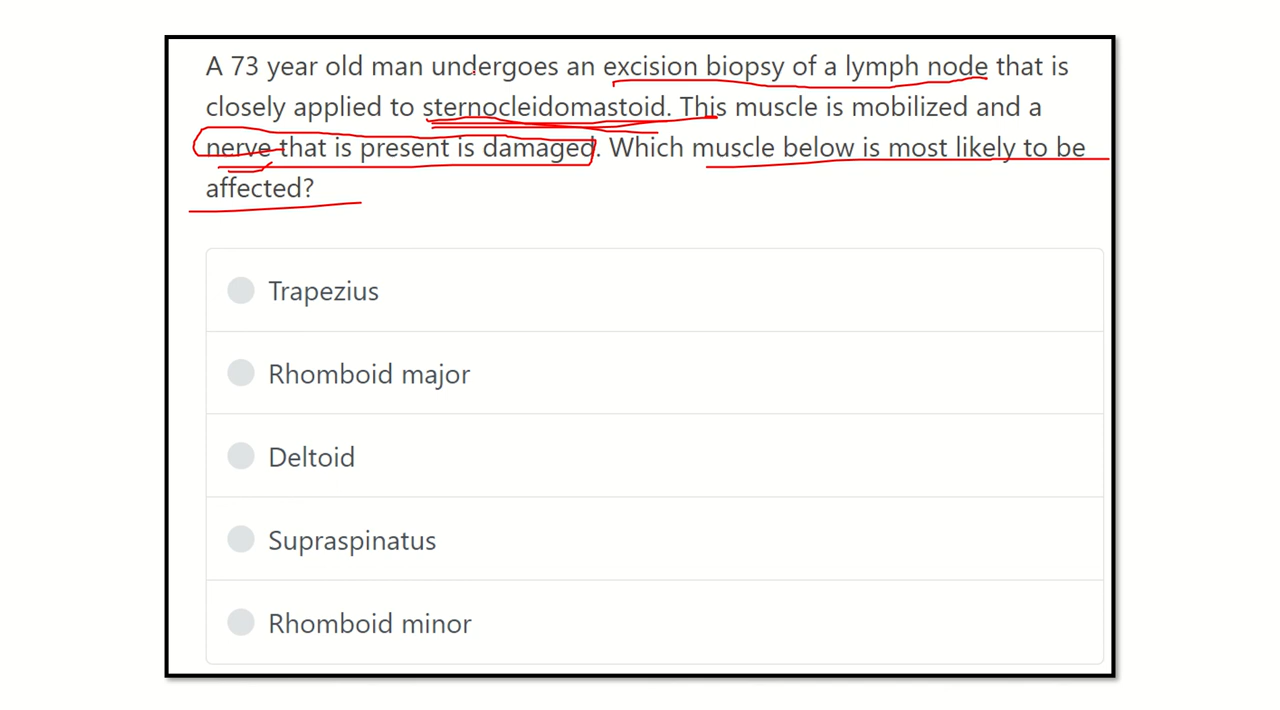 A 73 year old man undergoes an excision biopsy of a lymph node that is
closely applied to sternocleidomastoid. This muscle is mobilized and a
nerve that is present is damaged. Which muscle below is most likely to be
affected?
Trapezius
Rhomboid major
Deltoid
Supraspinatus
Rhomboid minor